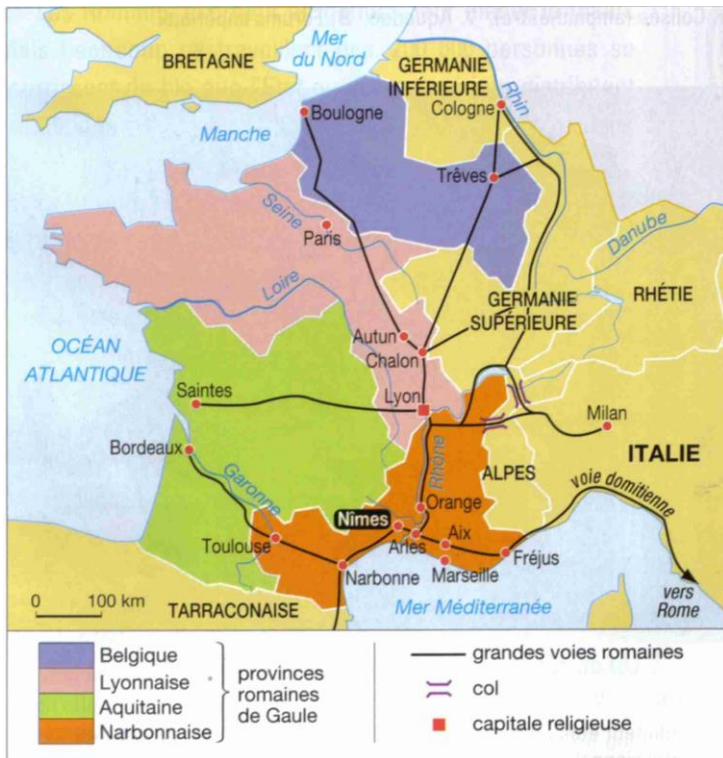 Mer
du Nord
BRETAGNE
GERMANIE
INFÉRIEURE
Cologne
Rhin
Boulogne
Manche
Trêves
Seine
Paris
Danube
Loire
RHÉTIE
GERMANIE
SUPÉRIEURE
Autun
Chalon
OCÉAN
ATLANTIQUE
Saintes
Lyon
Milan
Bordeaux
ITALIE
ALPES
Rhône
voie domitienne
Garonne
Orange
Nîmes
Toulouse
Arles
Aix
Fréjus
Narbonne
Marseille
vers
Rome
0 100 km
TARRACONAISE
Mer Méditerranée
Belgique
Lyonnaise
Aquitaine
Narbonnaise
provinces
romaines
de Gaule
grandes voies romaines
col
capitale religieuse